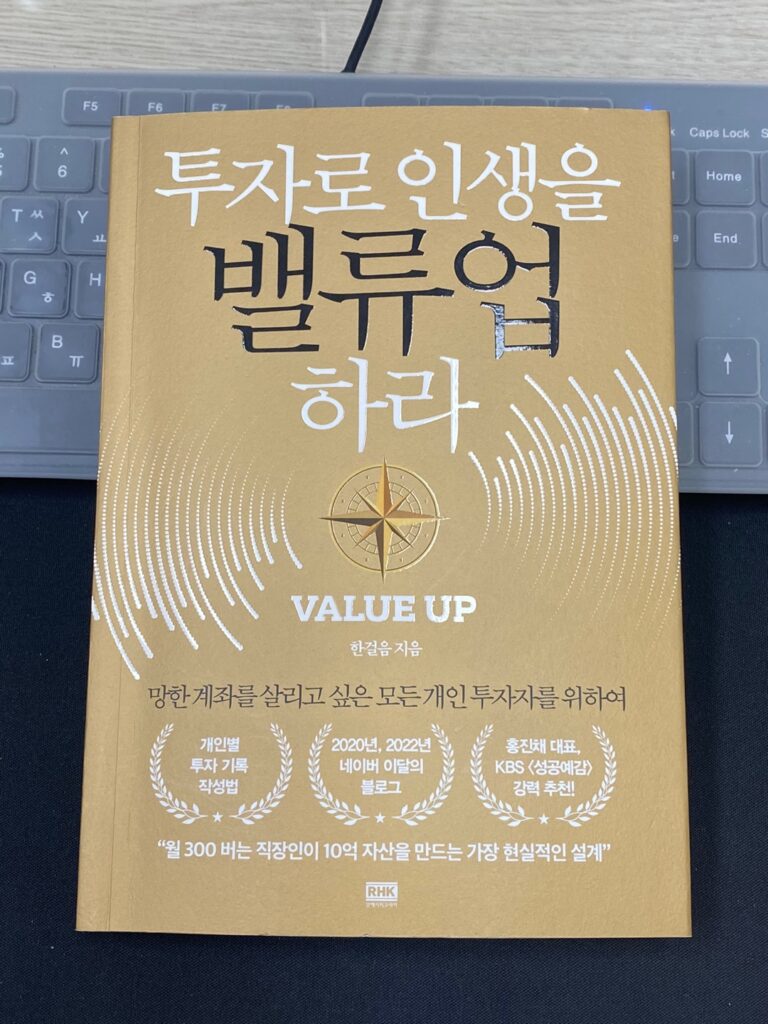 F5 F6 F7 F8
Caps Lock
^ 6
Home
T ㅆ ㅅ
Y ㅛ
End
G ㅎ
H
B ㅠ
ㅍ
↑
↓
투자로 인생을
밸류업
하라
VALUE UP
한걸음 지음
망한 계좌를 살리고 싶은 모든 개인 투자자를 위하여
개인별
투자 기록
작성법
2020년, 2022년
네이버 이달의
블로그
홍진채 대표,
KBS 〈성공예감〉
강력 추천!
“월 300 버는 직장인이 10억 자산을 만드는 가장 현실적인 설계”
RHK